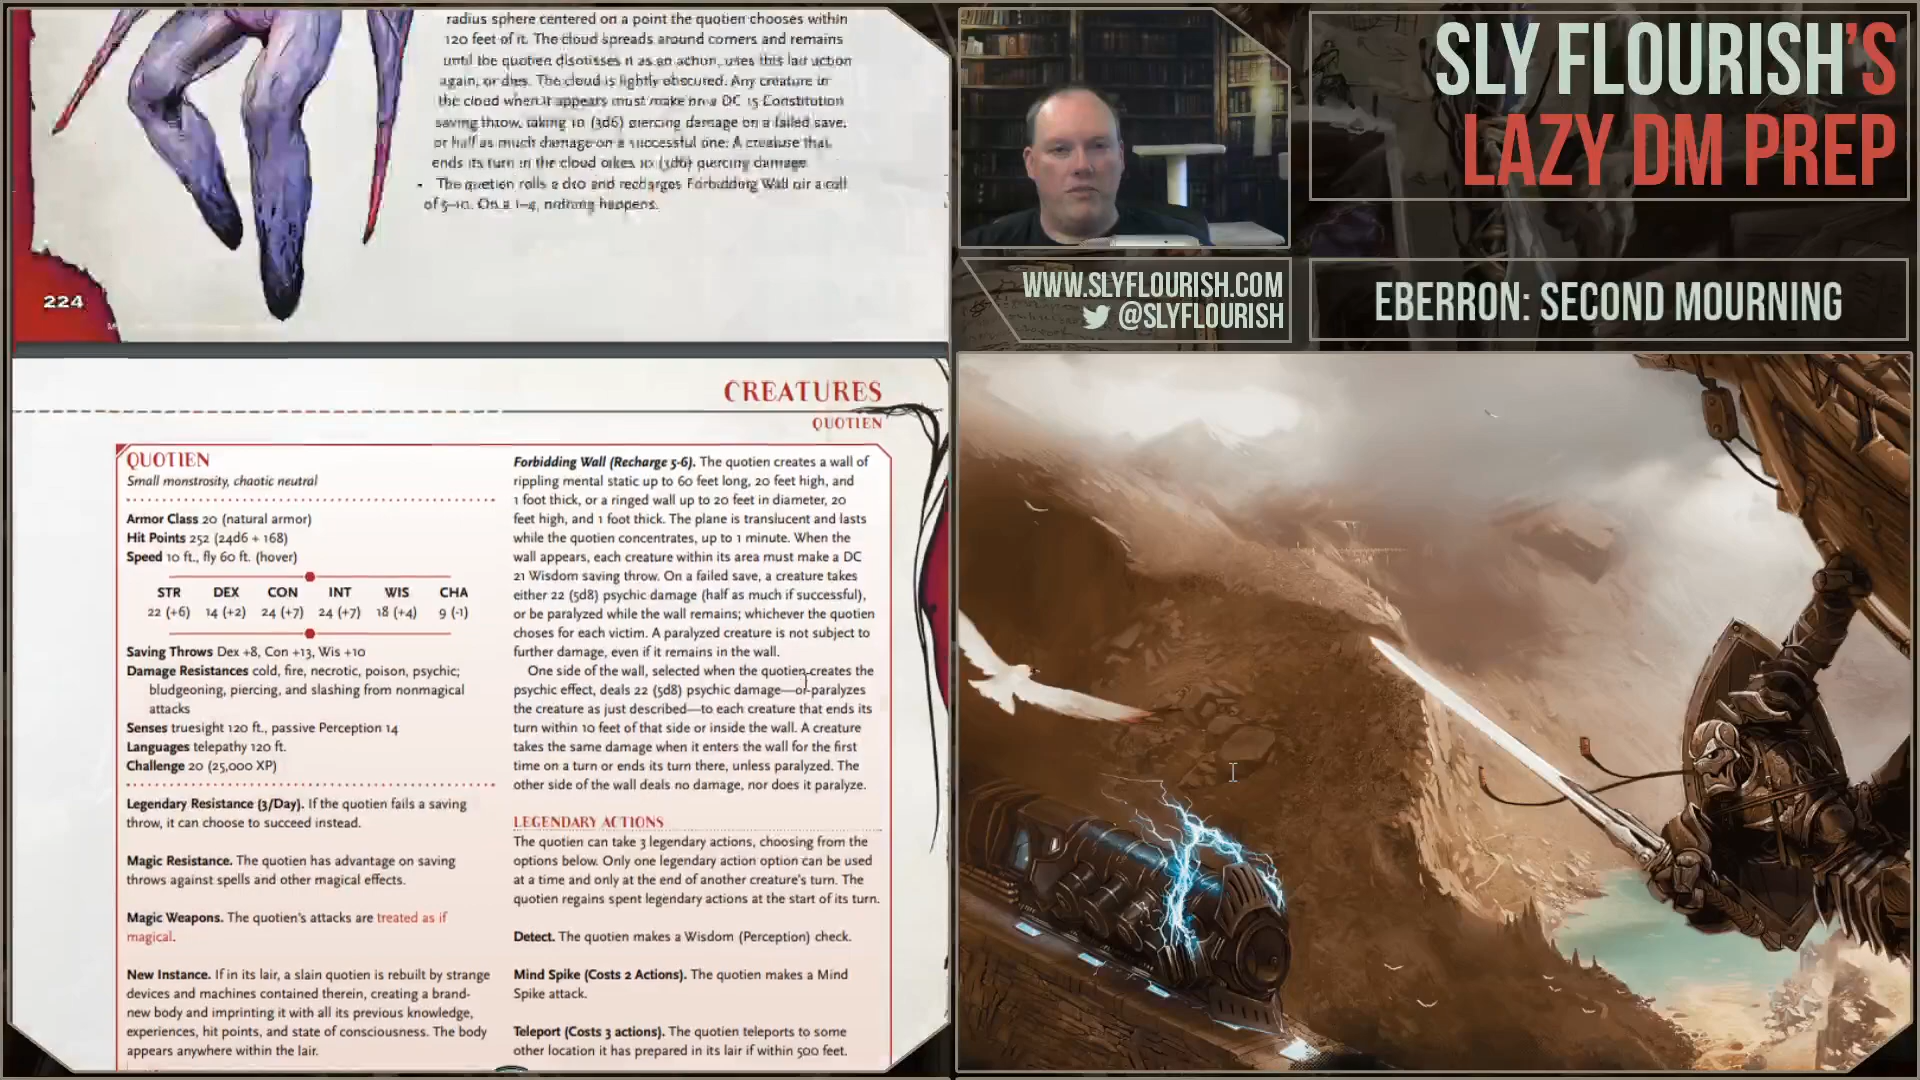 radius sphere centered on a point the quotien chooses within
120 feet of it. The cloud spreads around corners and remains
until the quotien dismisses it as an action, uses this lair action
again, or dies. The cloud is lightly obscured. Any creature in
the cloud when it appears must make on a DC 15 Constitution
saving throw, taking 10 (3d6) piercing damage on a failed save,
or half as much damage on a successful one. A creature that
ends its turn in the cloud takes 10 (3d6) piercing damage
• The quotien rolls a d10 and recharges Forbidding Wall on a roll
of 5–10. On a 1–4, nothing happens.
224
CREATURES
QUOTIEN
QUOTIEN
Small monstrosity, chaotic neutral
Armor Class 20 (natural armor)
Hit Points 252 (24d6 + 168)
Speed 10 ft., fly 60 ft. (hover)
STR DEX CON INT WIS CHA
22 (+6) 14 (+2) 24 (+7) 24 (+7) 18 (+4) 9 (-1)
Saving Throws Dex +8, Con +13, Wis +10
Damage Resistances cold, fire, necrotic, poison, psychic;
bludgeoning, piercing, and slashing from nonmagical
attacks
Senses truesight 120 ft., passive Perception 14
Languages telepathy 120 ft.
Challenge 20 (25,000 XP)
Legendary Resistance (3/Day). If the quotien fails a saving
throw, it can choose to succeed instead.
Magic Resistance. The quotien has advantage on saving
throws against spells and other magical effects.
Magic Weapons. The quotien's attacks are treated as if
magical.
New Instance. If in its lair, a slain quotien is rebuilt by strange
devices and machines contained therein, creating a brand-
new body and imprinting it with all its previous knowledge,
experiences, hit points, and state of consciousness. The body
appears anywhere within the lair.
Forbidding Wall (Recharge 5-6). The quotien creates a wall of
rippling mental static up to 60 feet long, 20 feet high, and
1 foot thick, or a ringed wall up to 20 feet in diameter, 20
feet high, and 1 foot thick. The plane is translucent and lasts
while the quotien concentrates, up to 1 minute. When the
wall appears, each creature within its area must make a DC
21 Wisdom saving throw. On a failed save, a creature takes
either 22 (5d8) psychic damage (half as much if successful),
or be paralyzed while the wall remains; whichever the quotien
choses for each victim. A paralyzed creature is not subject to
further damage, even if it remains in the wall.
One side of the wall, selected when the quotien creates the
psychic effect, deals 22 (5d8) psychic damage—or paralyzes
the creature as just described—to each creature that ends its
turn within 10 feet of that side or inside the wall. A creature
takes the same damage when it enters the wall for the first
time on a turn or ends its turn there, unless paralyzed. The
other side of the wall deals no damage, nor does it paralyze.
LEGENDARY ACTIONS
The quotien can take 3 legendary actions, choosing from the
options below. Only one legendary action option can be used
at a time and only at the end of another creature's turn. The
quotien regains spent legendary actions at the start of its turn.
Detect. The quotien makes a Wisdom (Perception) check.
Mind Spike (Costs 2 Actions). The quotien makes a Mind
Spike attack.
Teleport (Costs 3 actions). The quotien teleports to some
other location it has prepared in its lair if within 500 feet.
SLY FLOURISH'S
LAZY DM PREP
WWW.SLYFLOURISH.COM
@SLYFLOURISH
EBERRON: SECOND MOURNING